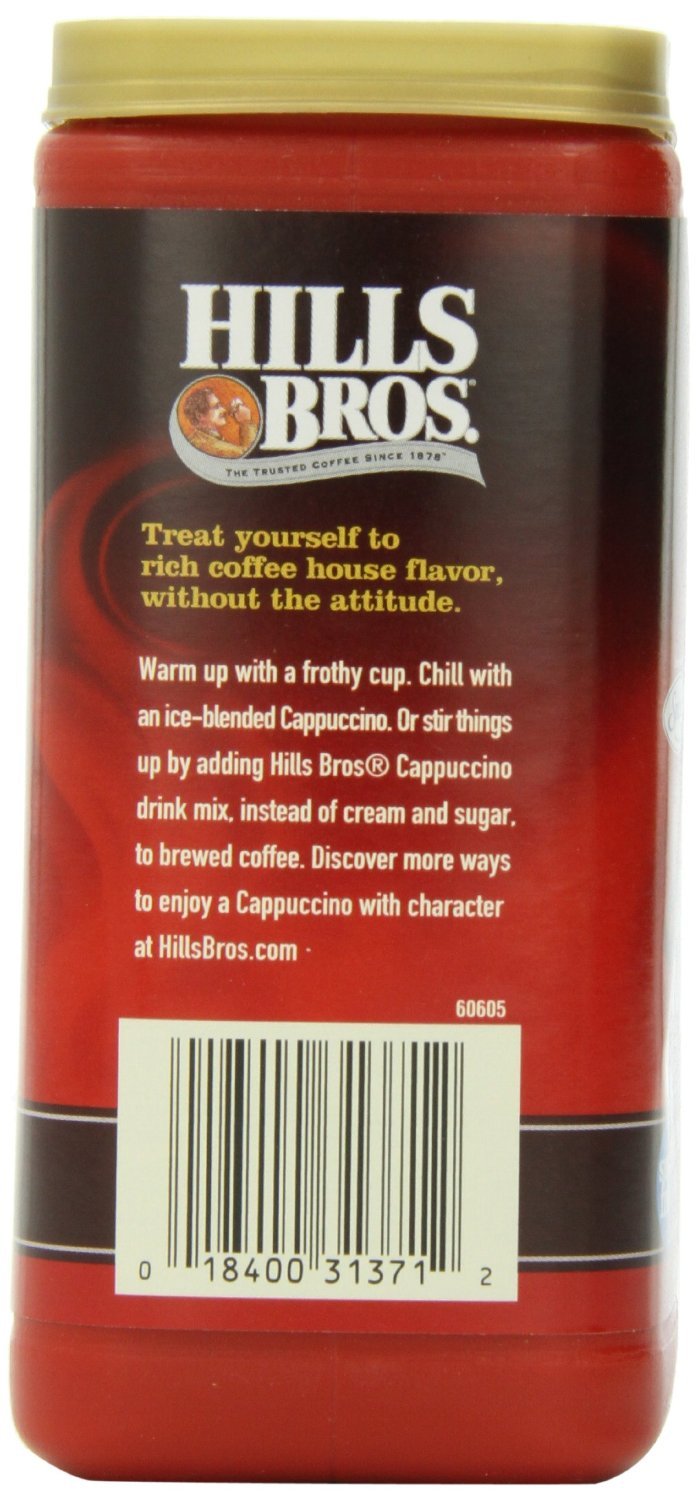 HILLS
BROS.
THE TRUSTED COFFEE SINCE 1878™
Treat yourself to
rich coffee house flavor,
without the attitude.
Warm up with a frothy cup. Chill with
an ice-blended Cappuccino. Or stir things
up by adding Hills Bros® Cappuccino
drink mix, instead of cream and sugar,
to brewed coffee. Discover more ways
to enjoy a Cappuccino with character
at HillsBros.com
60605
0 18400 31371 2